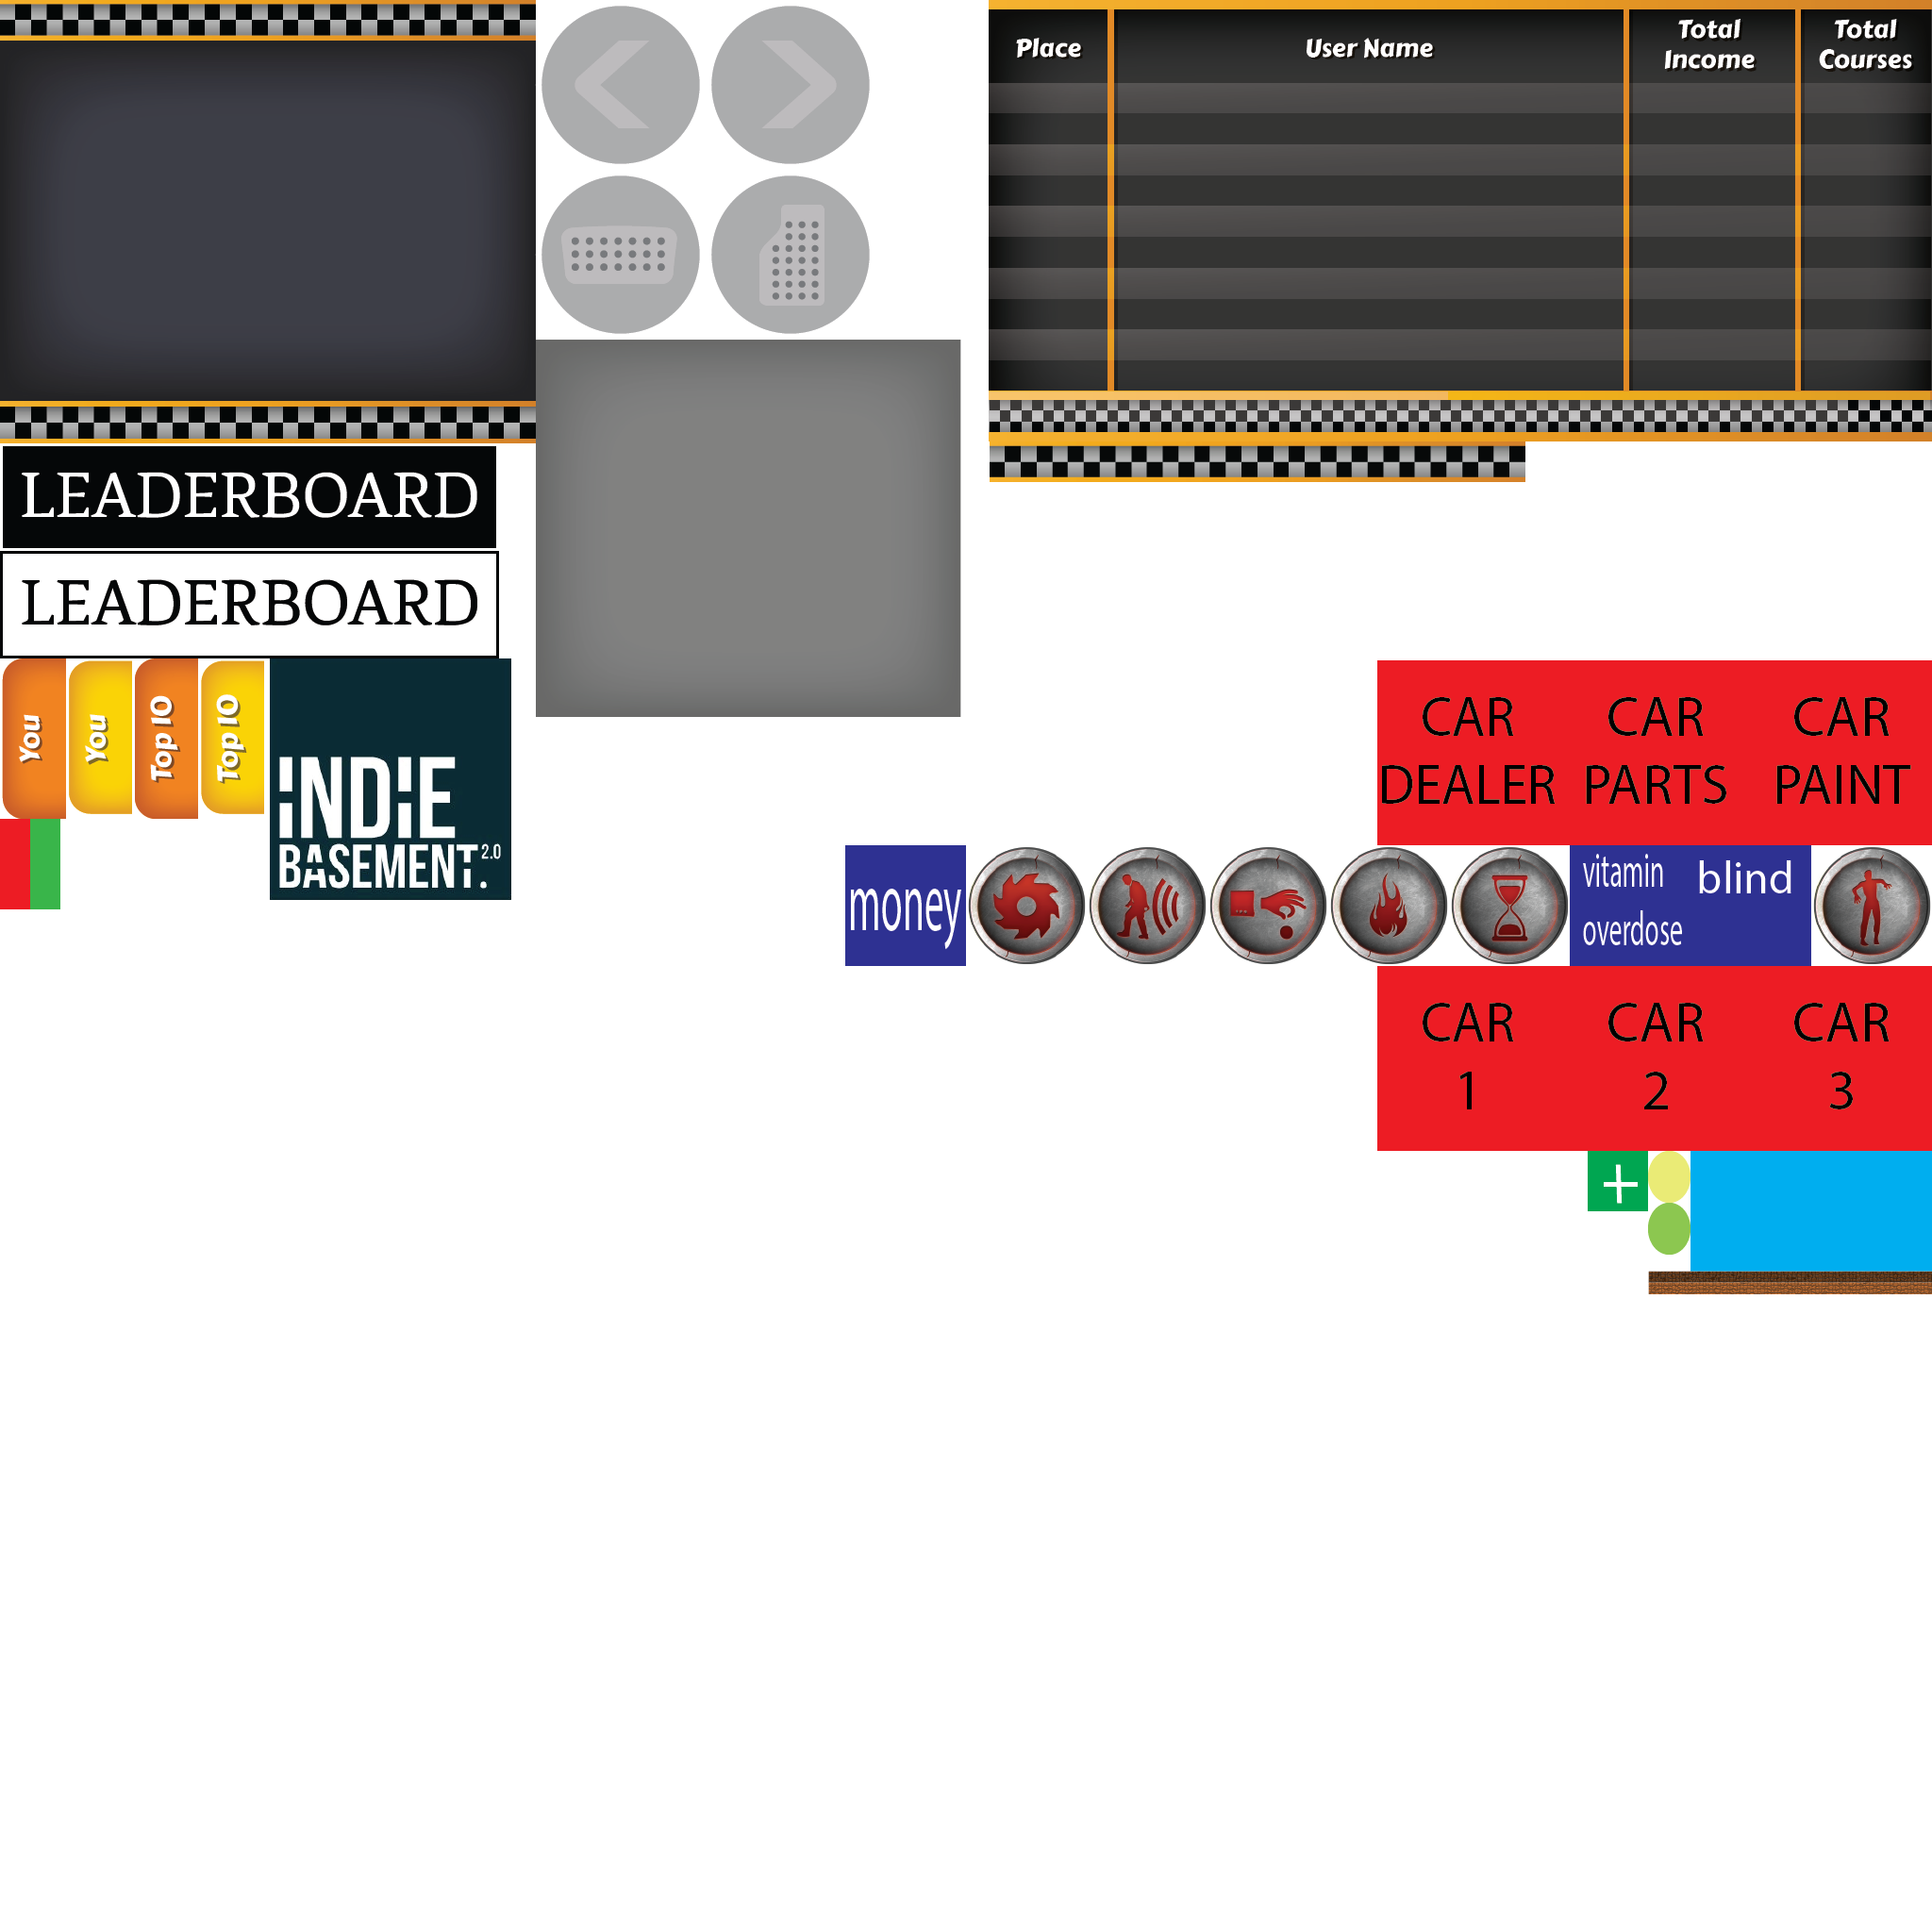 Place
User Name
Total
Income
Total
Courses
LEADERBOARD
LEADERBOARD
You
You
Top 10
Top 10
INDIE
BASEMENT.
2.0
CAR
DEALER
CAR
PARTS
CAR
PAINT
money
vitamin
overdose
blind
CAR
1
CAR
2
CAR
3
+